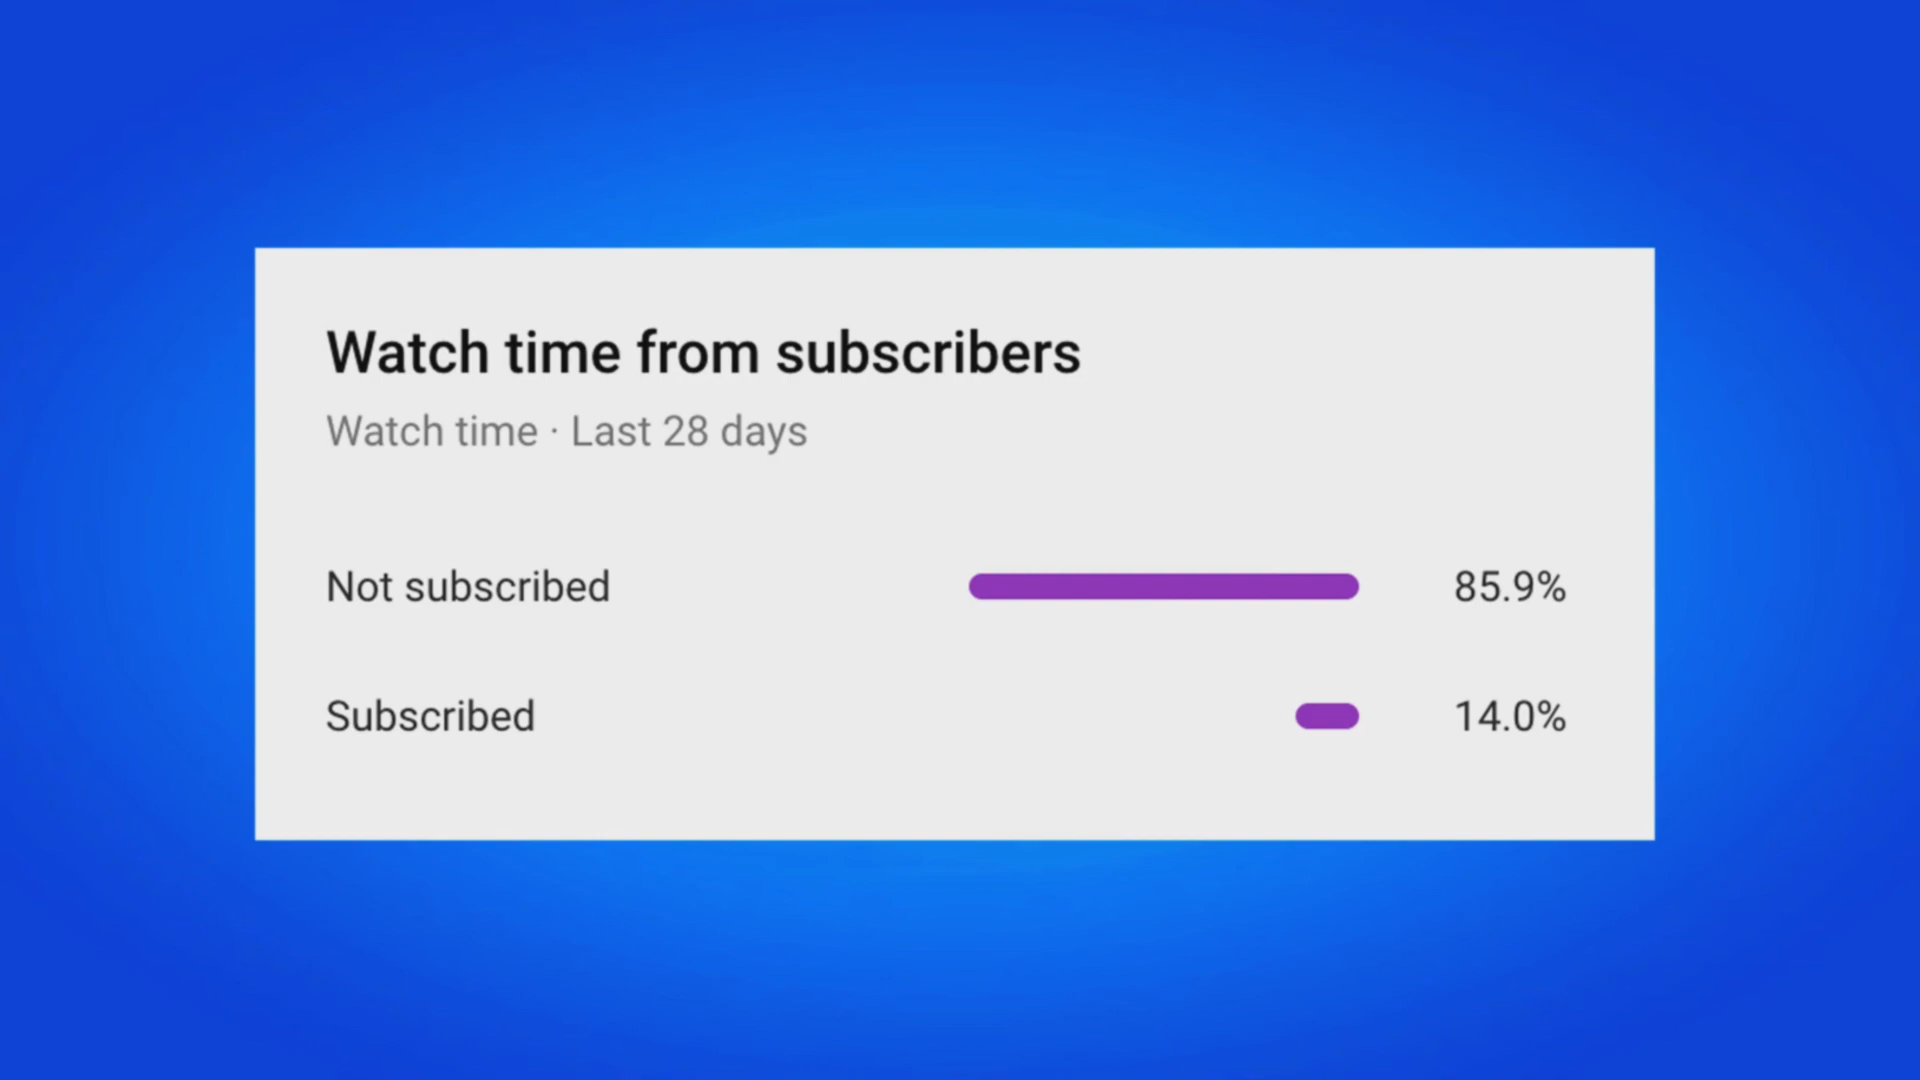 Watch time from subscribers
Watch time · Last 28 days
Not subscribed 85.9%
Subscribed 14.0%